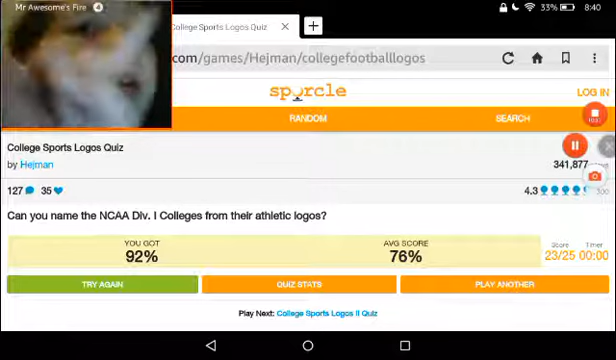 Mr Awesome's Fire
33% 8:40
College Sports Logos Quiz
.com/games/Hejman/collegefootballlogos
sporcle
LOG IN
RANDOM
SEARCH
College Sports Logos Quiz
by Hejman
341,877
127
35
4.3
Can you name the NCAA Div. I Colleges from their athletic logos?
YOU GOT
92%
AVG SCORE
76%
Score
23/25
Timer
00:00
TRY AGAIN
QUIZ STATS
PLAY ANOTHER
Play Next: College Sports Logos II Quiz